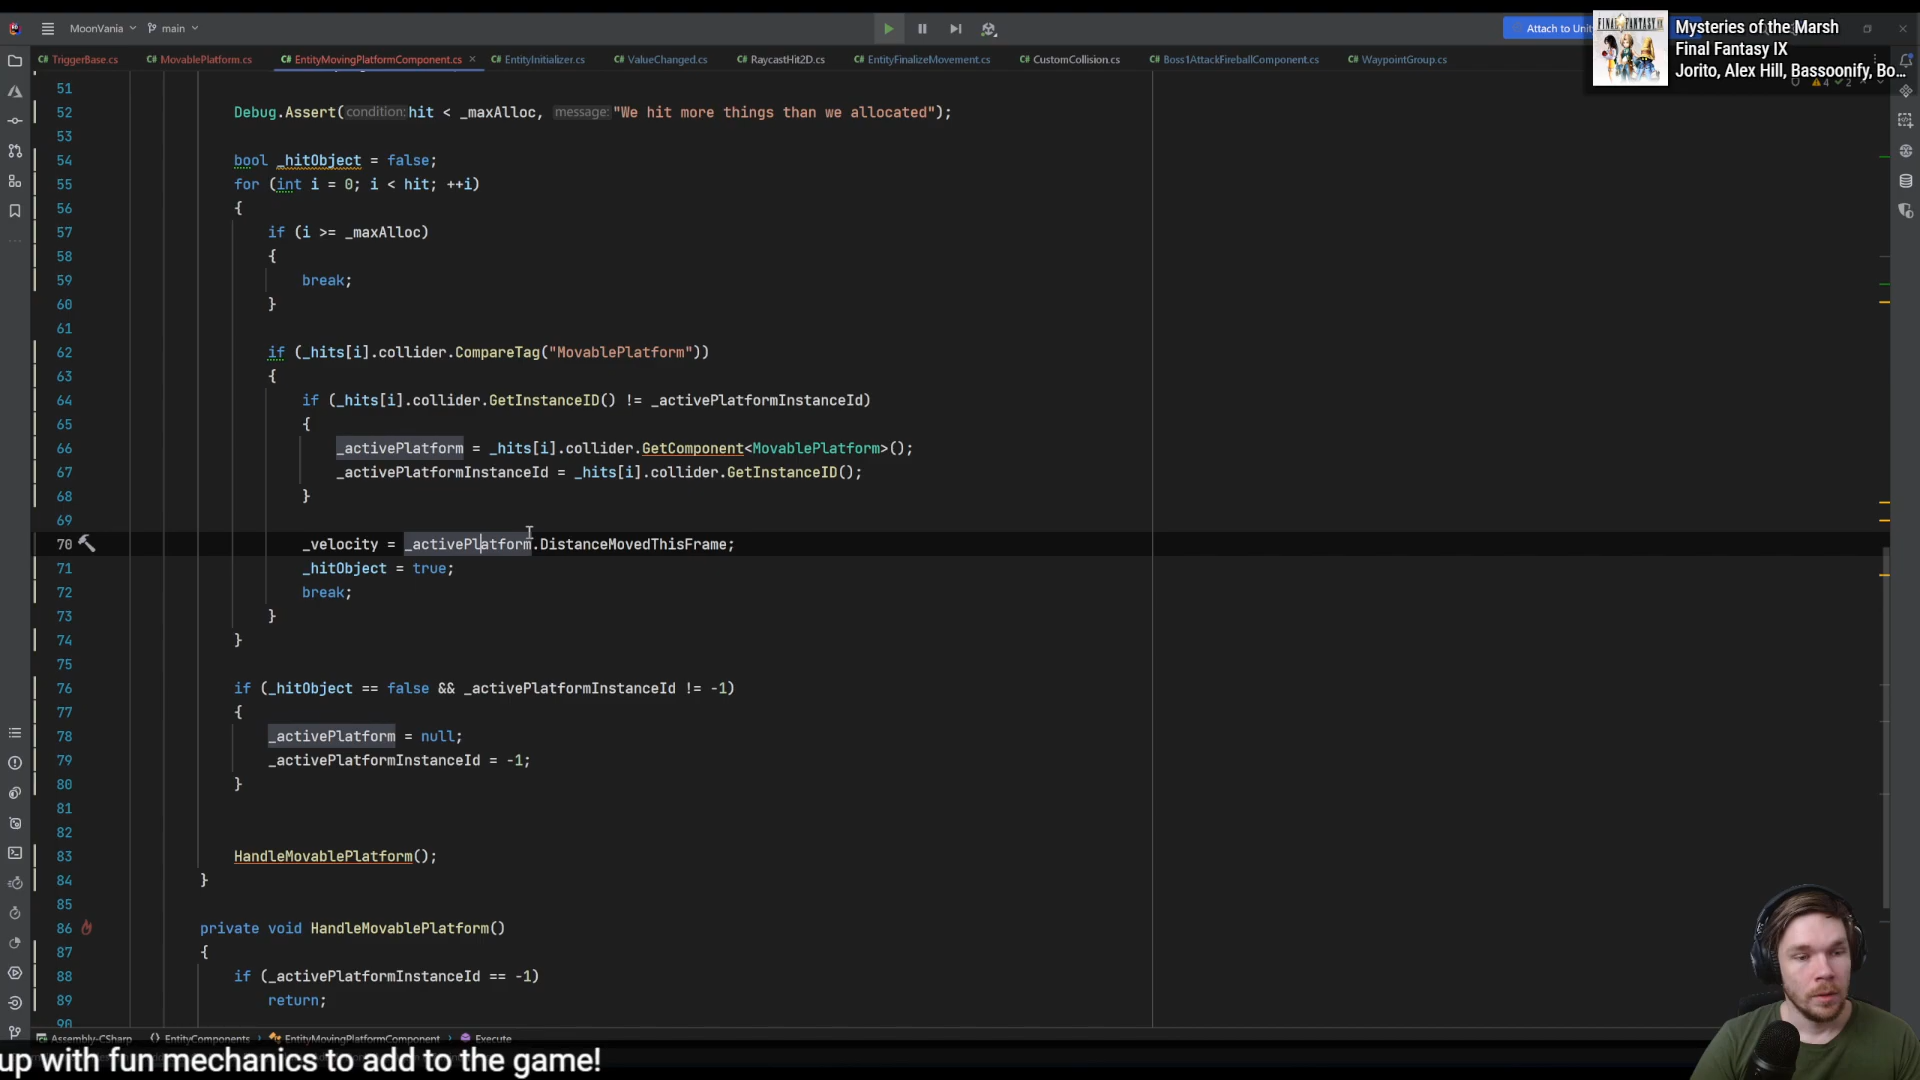 MoonVania
main
Attach to Unit
FINAL FANTASY IX
Mysteries of the Marsh
Final Fantasy IX
Jorito, Alex Hill, Bassoonify, Bo...
C# TriggerBase.cs
C# MovablePlatform.cs
C# EntityMovingPlatformComponent.cs
C# EntityInitializer.cs
C# ValueChanged.cs
C# RaycastHit2D.cs
C# EntityFinalizeMovement.cs
C# CustomCollision.cs
C# Boss1AttackFireballComponent.cs
C# WaypointGroup.cs
4 2
51
52 Debug.Assert(condition: hit < _maxAlloc, message: "We hit more things than we allocated");
53
54 bool _hitObject = false;
55 for (int i = 0; i < hit; ++i)
56 {
57 if (i >= _maxAlloc)
58 {
59 break;
60 }
61
62 if (_hits[i].collider.CompareTag("MovablePlatform"))
63 {
64 if (_hits[i].collider.GetInstanceID() != _activePlatformInstanceId)
65 {
66 _activePlatform = _hits[i].collider.GetComponent<MovablePlatform>();
67 _activePlatformInstanceId = _hits[i].collider.GetInstanceID();
68 }
69
70 _velocity = _activePlatform.DistanceMovedThisFrame;
71 _hitObject = true;
72 break;
73 }
74 }
75
76 if (_hitObject == false && _activePlatformInstanceId != -1)
77 {
78 _activePlatform = null;
79 _activePlatformInstanceId = -1;
80 }
81
82
83 HandleMovablePlatform();
84 }
85
86 private void HandleMovablePlatform()
87 {
88 if (_activePlatformInstanceId == -1)
89 return;
90
Assembly-CSharp
EntityComponents
EntityMovingPlatformComponent
Execute
up with fun mechanics to add to the game!